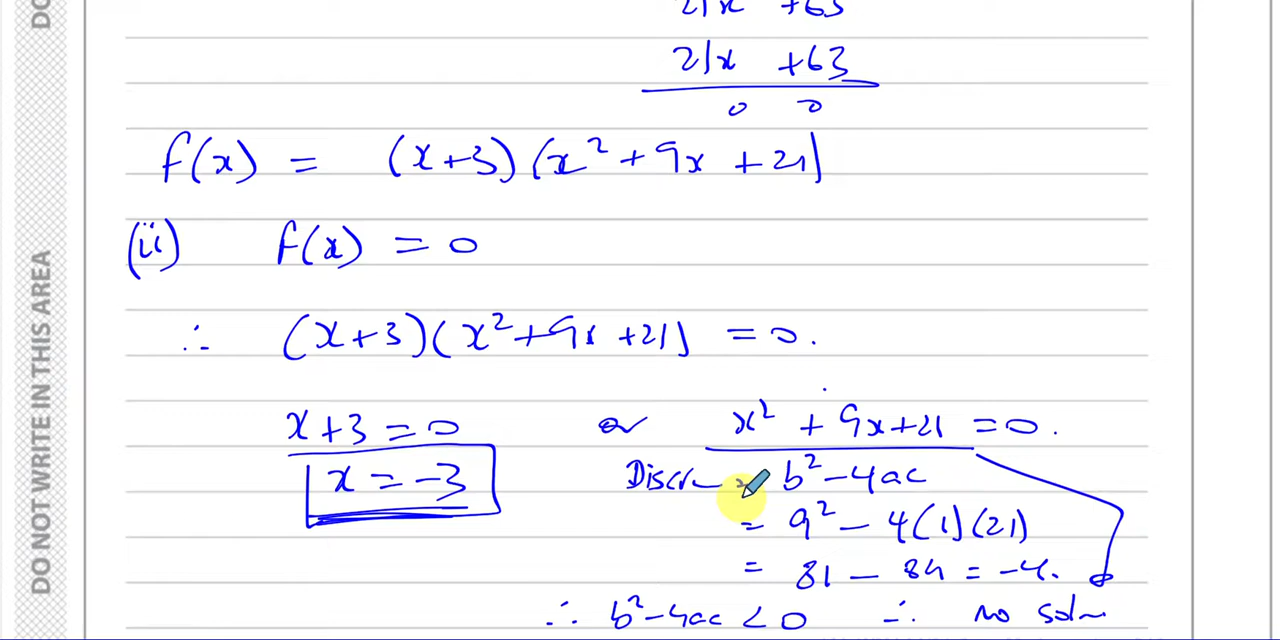 21x +63
21x +63
0 0
f(x) = (x+3)(x²+9x+21)
(ii) f(x) = 0
∴ (x+3)(x²+9x+21) = 0.
x+3 = 0 or x² + 9x+21 = 0.
x = -3 Discrm = b²-4ac
= 9² - 4(1)(21)
= 81 - 84 = -4.
∴ b²-4ac < 0 ∴ no soln
DO NOT WRITE IN THIS AREA
DO